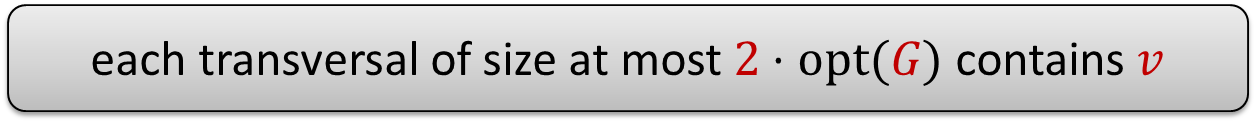 each transversal of size at most 2 · opt(G) contains v